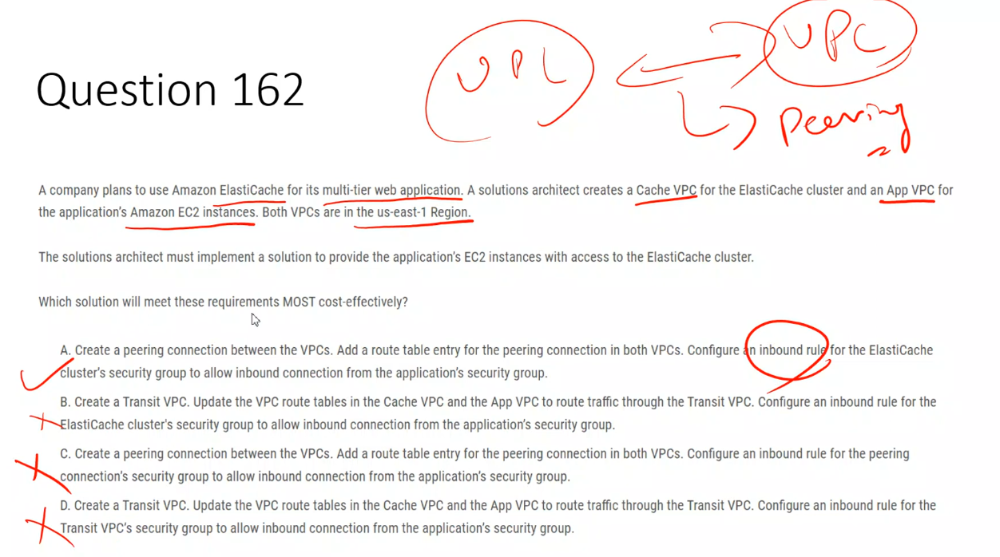 VPC
VPC
Question 162
Peering
A company plans to use Amazon ElastiCache for its multi-tier web application. A solutions architect creates a Cache VPC for the ElastiCache cluster and an App VPC for
the application's Amazon EC2 instances. Both VPCs are in the us-east-1 Region.
The solutions architect must implement a solution to provide the application's EC2 instances with access to the ElastiCache cluster.
Which solution will meet these requirements MOST cost-effectively?
A. Create a peering connection between the VPCs. Add a route table entry for the peering connection in both VPCs. Configure an inbound rule for the ElastiCache
cluster's security group to allow inbound connection from the application's security group.
B. Create a Transit VPC. Update the VPC route tables in the Cache VPC and the App VPC to route traffic through the Transit VPC. Configure an inbound rule for the
ElastiCache cluster's security group to allow inbound connection from the application's security group.
C. Create a peering connection between the VPCs. Add a route table entry for the peering connection in both VPCs. Configure an inbound rule for the peering
connection's security group to allow inbound connection from the application's security group.
D. Create a Transit VPC. Update the VPC route tables in the Cache VPC and the App VPC to route traffic through the Transit VPC. Configure an inbound rule for the
Transit VPC's security group to allow inbound connection from the application's security group.